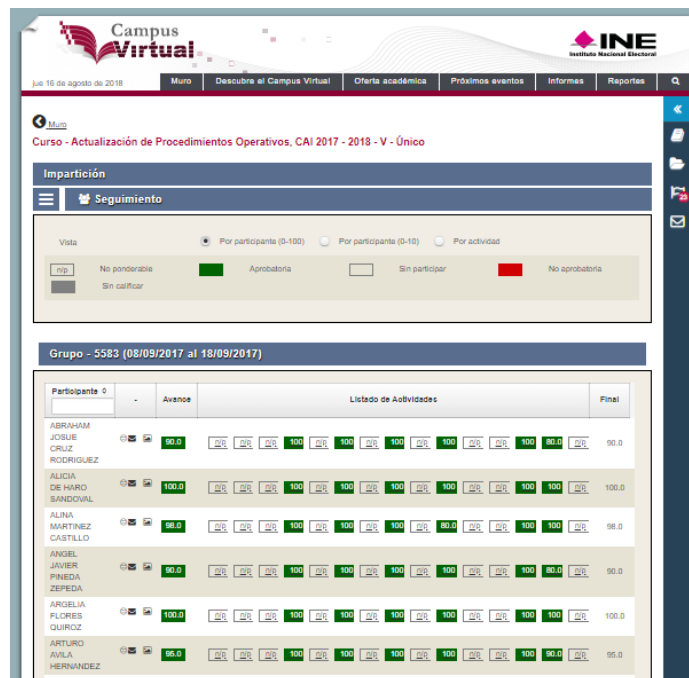 Campus
Virtual
INE
Instituto Nacional Electoral
jue 16 de agosto de 2018
Muro Descubre el Campus Virtual Oferta académica Próximos eventos Informes Reportes
Muro
Curso - Actualización de Procedimientos Operativos, CAI 2017 - 2018 - V - Único
25
Impartición
Seguimiento
Vista Por participante (0-100) Por participante (0-10) Por actividad
n/p No ponderable Aprobatoria Sin participar No aprobatoria
Sin calificar
Grupo - 5583 (08/09/2017 al 18/09/2017)
Participante - Avance Listado de Actividades Final
ABRAHAM
JOSUE
CRUZ
RODRIGUEZ
90.0 n/p n/p n/p 100 n/p 100 n/p 100 n/p 100 n/p n/p 100 80.0 n/p 90.0
ALICIA
DE HARO
SANDOVAL
100.0 n/p n/p n/p 100 n/p 100 n/p 100 n/p 100 n/p n/p 100 100 n/p 100.0
ALINA
MARTINEZ
CASTILLO
98.0 n/p n/p n/p 100 n/p 100 n/p 100 n/p 80.0 n/p n/p 100 100 n/p 98.0
ANGEL
JAVIER
PINEDA
ZEPEDA
90.0 n/p n/p n/p 100 n/p 100 n/p 100 n/p 100 n/p n/p 100 80.0 n/p 90.0
ARGELIA
FLORES
QUIROZ
100.0 n/p n/p n/p 100 n/p 100 n/p 100 n/p 100 n/p n/p 100 100 n/p 100.0
ARTURO
AVILA
HERNANDEZ
95.0 n/p n/p n/p 100 n/p 100 n/p 100 n/p 100 n/p n/p 100 90.0 n/p 95.0